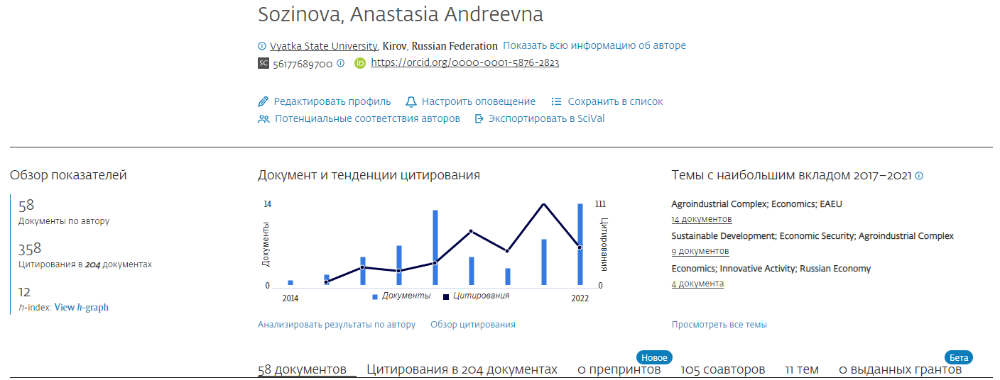 Sozinova, Anastasia Andreevna
Vyatka State University, Kirov, Russian Federation Показать всю информацию об авторе
SC 56177689700 iD https://orcid.org/0000-0001-5876-2823
Редактировать профиль Настроить оповещение Сохранить в список
Потенциальные соответствия авторов Экспортировать в SciVal
Обзор показателей
58
Документы по автору
358
Цитирования в 204 документах
12
h-index: View h-graph
Документ и тенденции цитирования
14
111
Документы
Цитирования
0
0
2014
2022
Документы Цитирования
Анализировать результаты по автору Обзор цитирования
Темы с наибольшим вкладом 2017–2021
Agroindustrial Complex; Economics; EAEU
14 документов
Sustainable Development; Economic Security; Agroindustrial Complex
9 документов
Economics; Innovative Activity; Russian Economy
4 документа
Просмотреть все темы
Новое
Бета
58 документов Цитирования в 204 документах 0 препринтов 105 соавторов 11 тем 0 выданных грантов